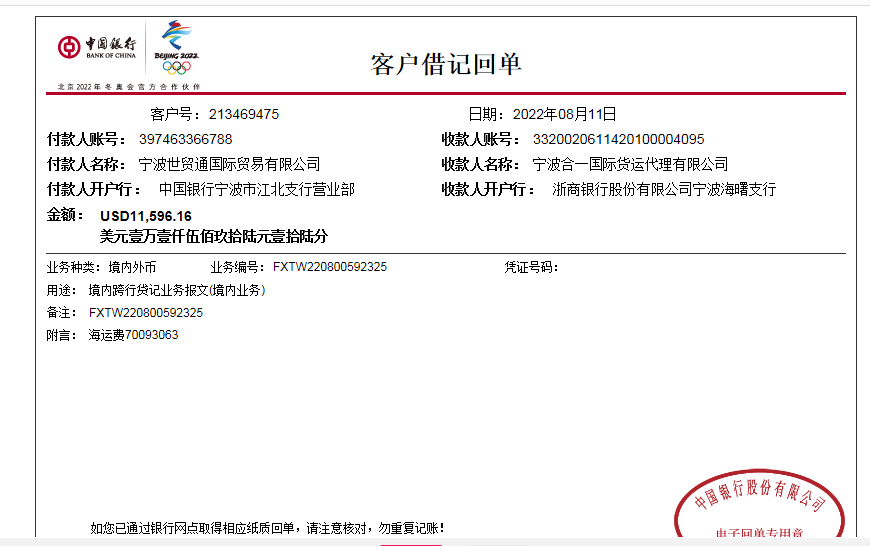 中国银行
BANK OF CHINA
BEIJING 2022
北京2022年冬奥会官方合作伙伴
客户借记回单
客户号：213469475 日期：2022年08月11日
付款人账号：397463366788 收款人账号：3320020611420100004095
付款人名称：宁波世贸通国际贸易有限公司 收款人名称：宁波合一国际货运代理有限公司
付款人开户行：中国银行宁波市江北支行营业部 收款人开户行：浙商银行股份有限公司宁波海曙支行
金额：USD11,596.16
美元壹万壹仟伍佰玖拾陆元壹拾陆分
业务种类：境内外币 业务编号：FXTW220800592325 凭证号码：
用途：境内跨行贷记业务报文(境内业务)
备注：FXTW220800592325
附言：海运费70093063
中国银行股份有限公司
电子回单专用章
如您已通过银行网点取得相应纸质回单，请注意核对，勿重复记账！